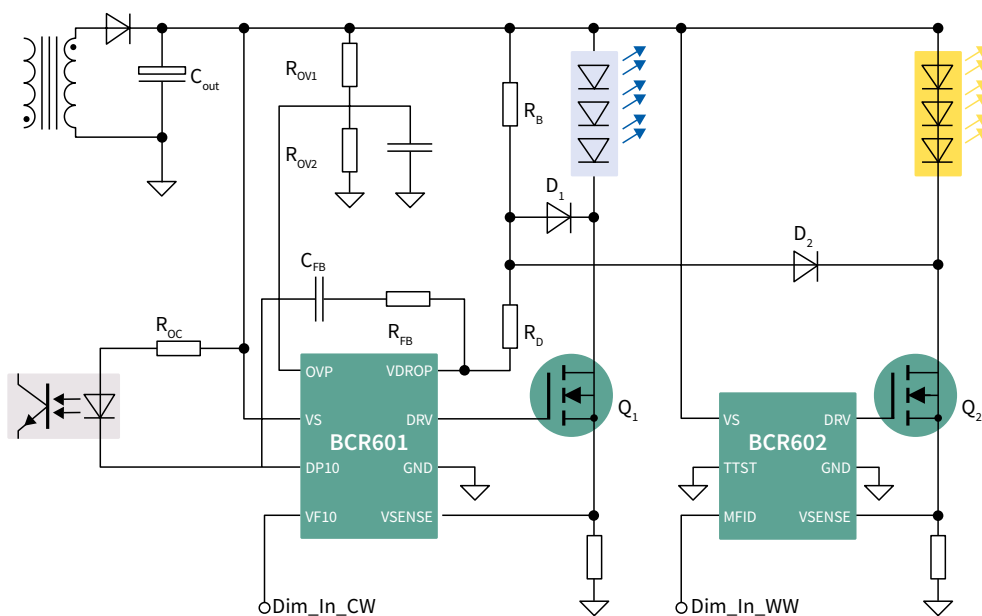 C_out
R_OV1
R_B
R_OV2
D_1
D_2
C_FB
R_FB
R_D
R_OC
OVP
VDROP
Q_1
Q_2
VS
DRV
BCR601
VS
DRV
BCR602
DP10
GND
TTST
GND
VF10
VSENSE
MFID
VSENSE
Dim_In_CW
Dim_In_WW